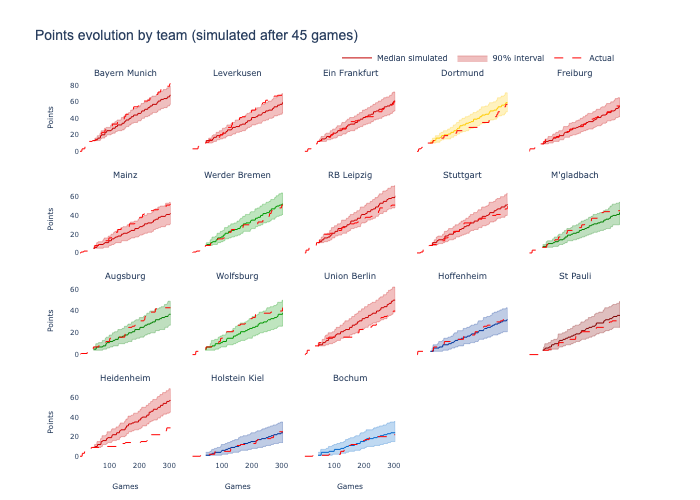 Points evolution by team (simulated after 45 games)
Median simulated 90% interval Actual
Bayern Munich Leverkusen Ein Frankfurt Dortmund Freiburg
80
60
40
20
0
Points
Mainz Werder Bremen RB Leipzig Stuttgart M'gladbach
60
40
20
0
Points
Augsburg Wolfsburg Union Berlin Hoffenheim St Pauli
60
40
20
0
Points
Heidenheim Holstein Kiel Bochum
60
40
20
0
Points
100 200 300 100 200 300 100 200 300
Games Games Games